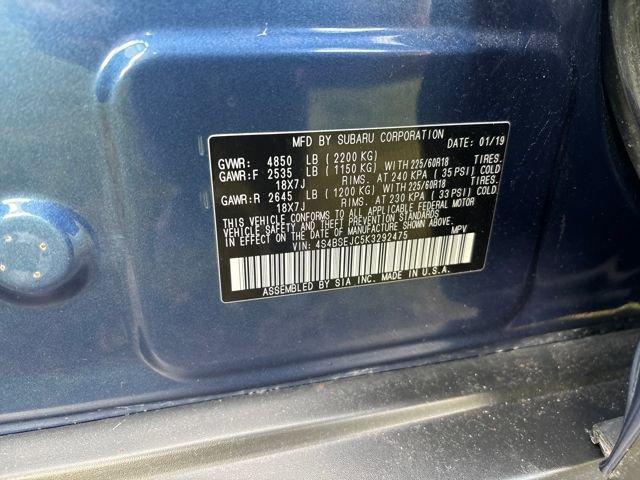 MFD BY SUBARU CORPORATION DATE: 01/19
GVWR: 4850 LB (2200 KG)
GAWR:F 2535 LB (1150 KG) WITH 225/60R18 TIRES.
18X7J RIMS. AT 240 KPA (35 PSI) COLD
GAWR:R 2645 LB (1200 KG) WITH 225/60R18 TIRES.
18X7J RIMS. AT 230 KPA (33 PSI) COLD
THIS VEHICLE CONFORMS TO ALL APPLICABLE FEDERAL MOTOR
VEHICLE SAFETY AND THEFT PREVENTION STANDARDS
IN EFFECT ON THE DATE OF MANUFACTURE SHOWN ABOVE.
VIN: 4S4BSEJC5K3292475 MPV
ASSEMBLED BY SIA INC. MADE IN U.S.A.